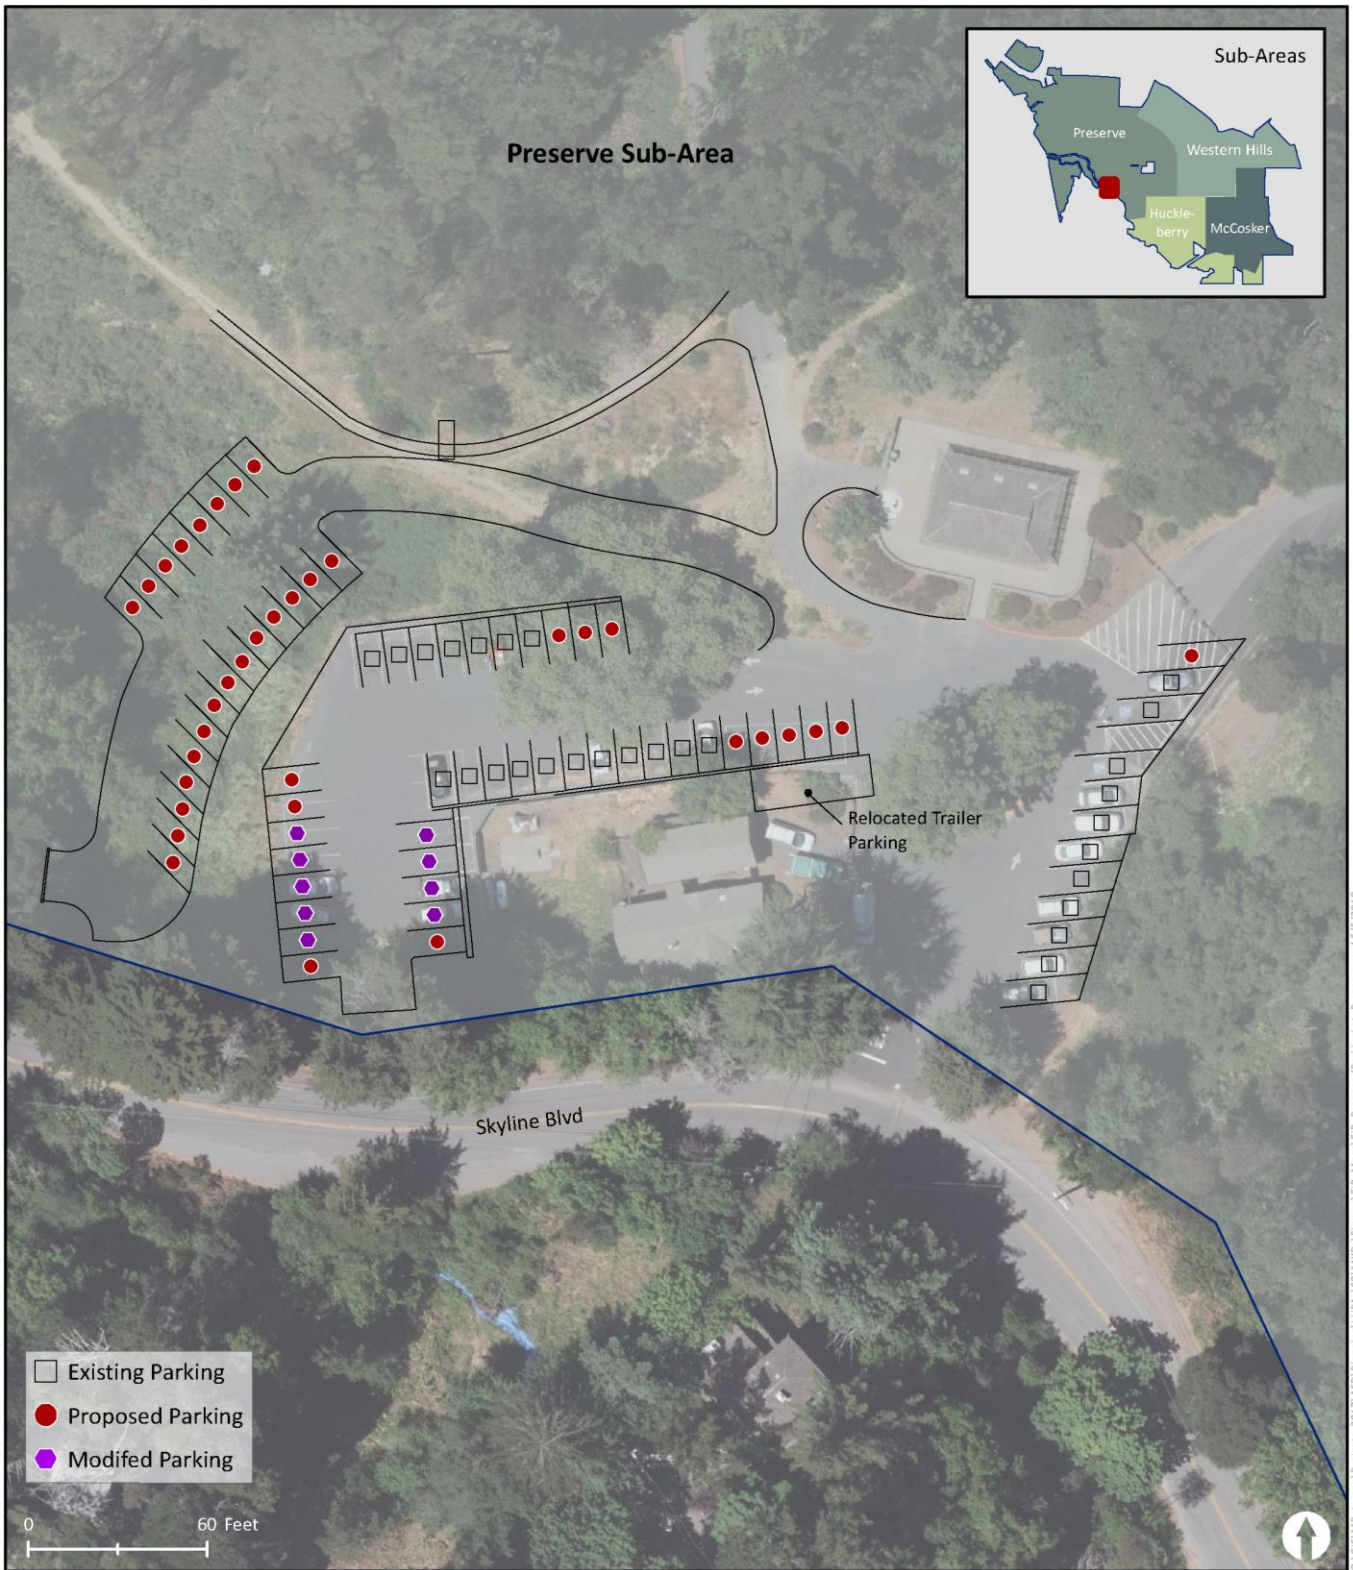 Sub-Areas
Preserve
Western Hills
Huckle-
berry
McCosker
Preserve Sub-Area
Relocated Trailer
Parking
Skyline Blvd
Existing Parking
Proposed Parking
Modifed Parking
0 60 Feet